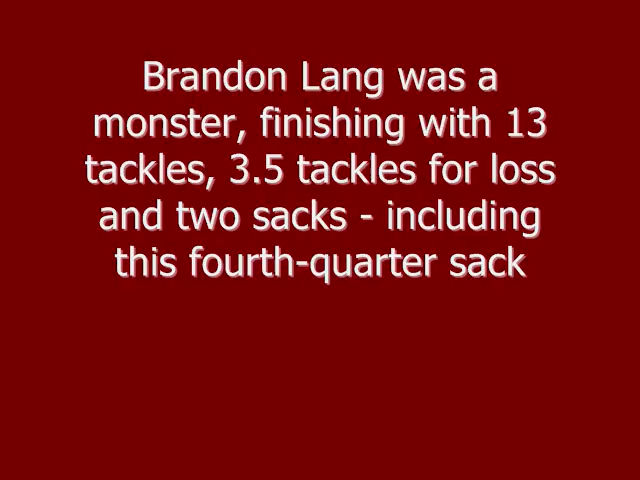 Brandon Lang was a
monster, finishing with 13
tackles, 3.5 tackles for loss
and two sacks - including
this fourth-quarter sack